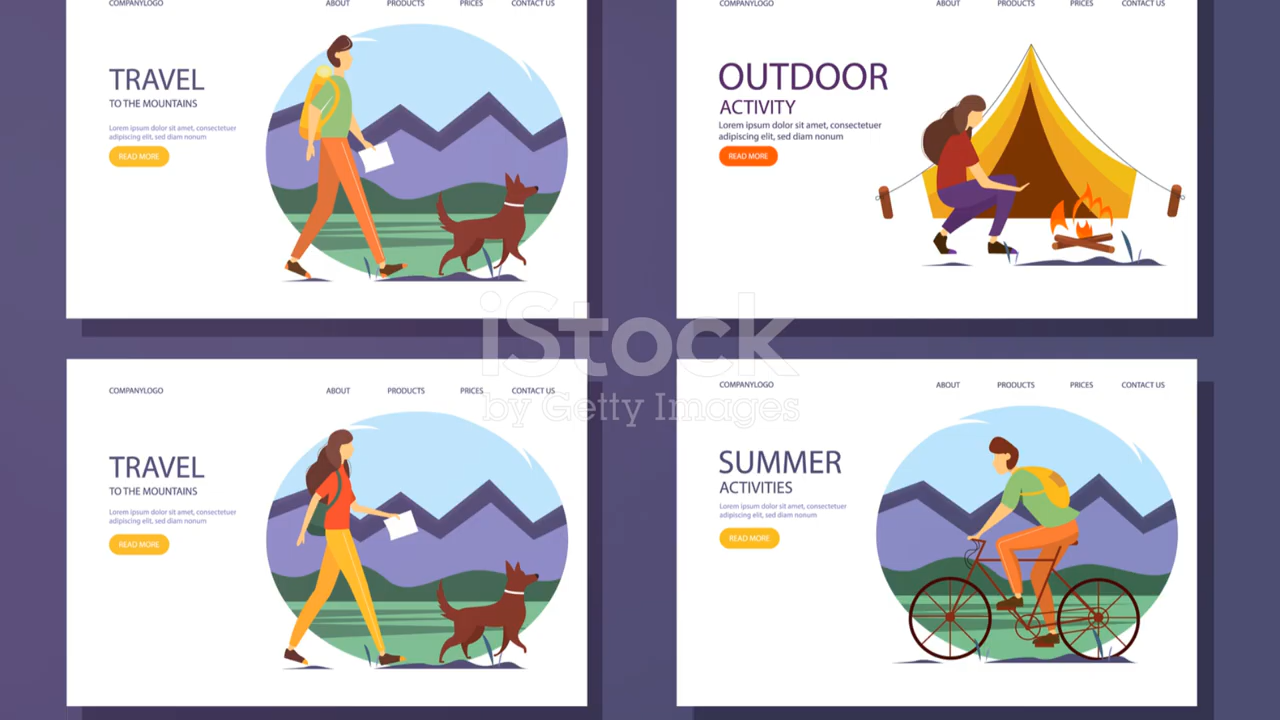 COMPANYLOGO ABOUT PRODUCTS PRICES CONTACT US
TRAVEL
TO THE MOUNTAINS
Lorem ipsum dolor sit amet, consectetuer
adipiscing elit, sed diam nonum
READ MORE
COMPANYLOGO ABOUT PRODUCTS PRICES CONTACT US
OUTDOOR
ACTIVITY
Lorem ipsum dolor sit amet, consectetuer
adipiscing elit, sed diam nonum
READ MORE
iStock
by Getty Images
COMPANYLOGO ABOUT PRODUCTS PRICES CONTACT US
TRAVEL
TO THE MOUNTAINS
Lorem ipsum dolor sit amet, consectetuer
adipiscing elit, sed diam nonum
READ MORE
COMPANYLOGO ABOUT PRODUCTS PRICES CONTACT US
SUMMER
ACTIVITIES
Lorem ipsum dolor sit amet, consectetuer
adipiscing elit, sed diam nonum
READ MORE